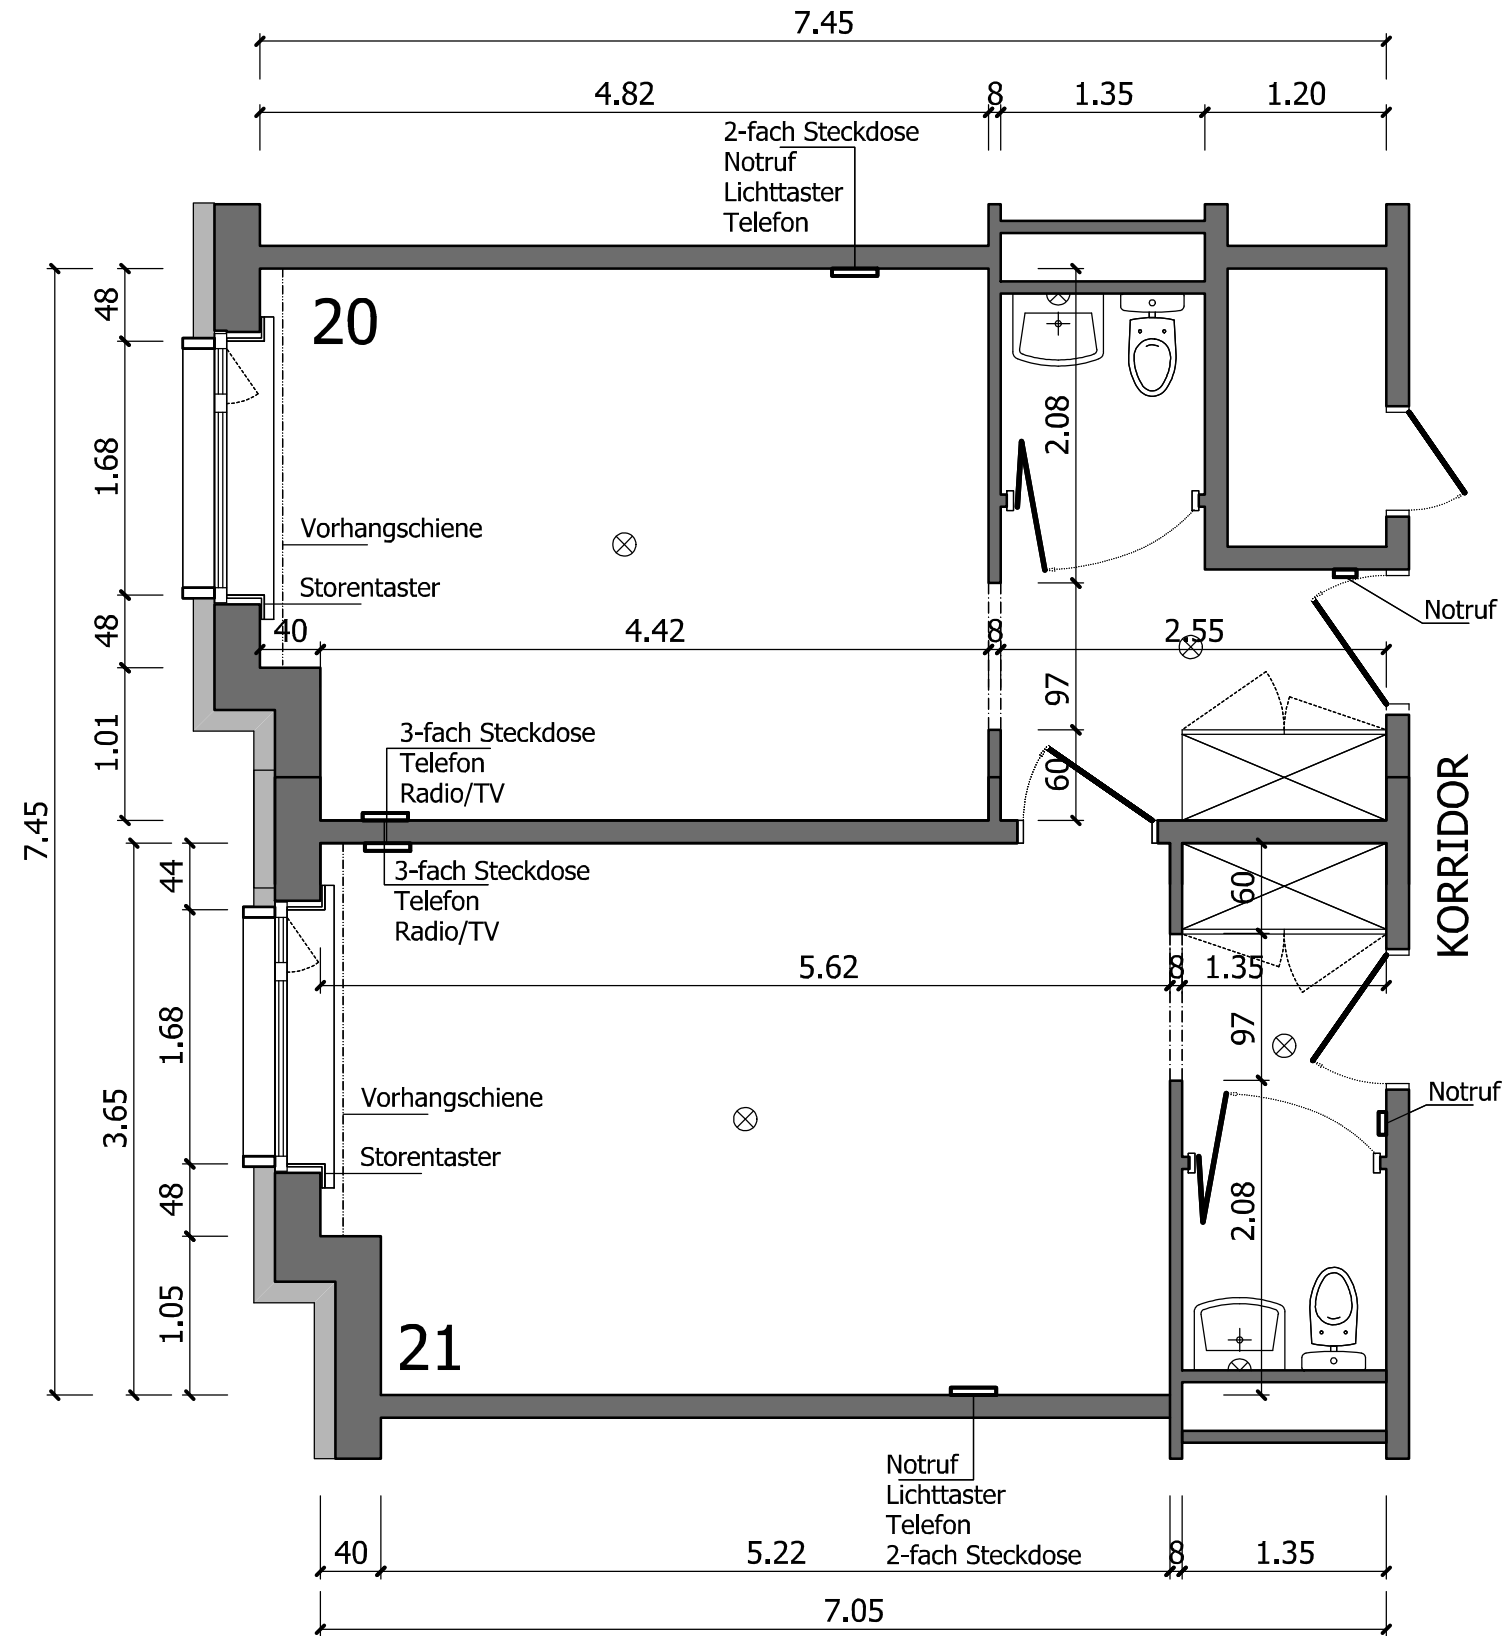 7.45
4.82
8
1.35
1.20
2-fach Steckdose
Notruf
Lichttaster
Telefon
20
48
1.68
48
1.01
7.45
2.08
Vorhangschiene
Storentaster
Notruf
40
4.42
8
2.55
97
60
3-fach Steckdose
Telefon
Radio/TV
KORRIDOR
3-fach Steckdose
Telefon
Radio/TV
44
1.68
48
1.05
3.65
60
5.62
8
1.35
97
Vorhangschiene
Storentaster
Notruf
2.08
21
Notruf
Lichttaster
Telefon
2-fach Steckdose
40
5.22
8
1.35
7.05